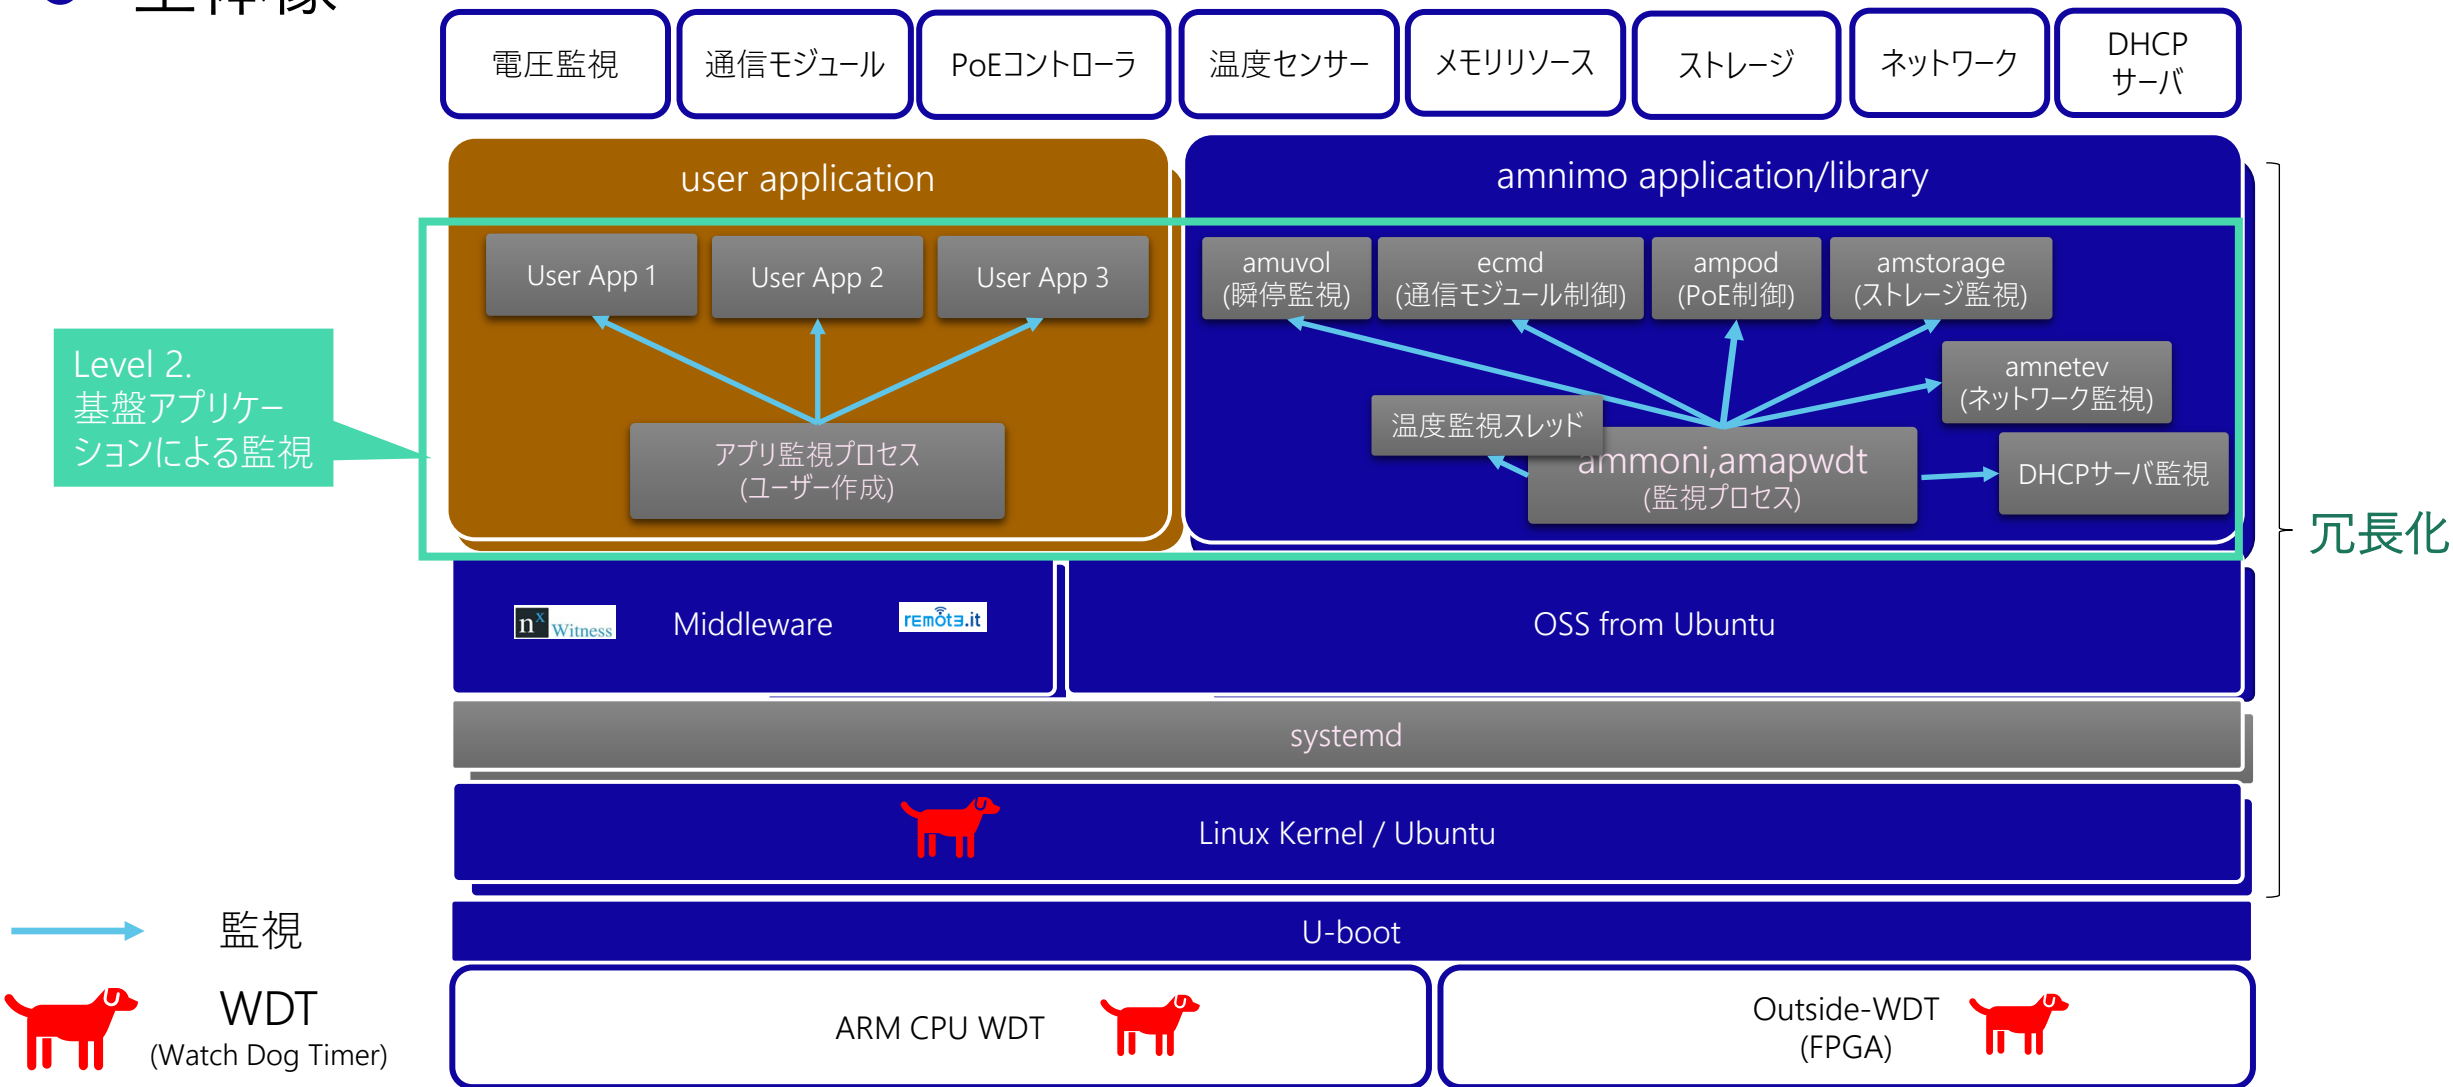 全体像
電圧監視
通信モジュール
PoEコントローラ
温度センサー
メモリリソース
ストレージ
ネットワーク
DHCP
サーバ
user application
amnimo application/library
User App 1
User App 2
User App 3
amuvol
(瞬停監視)
ecmd
(通信モジュール制御)
ampod
(PoE制御)
amstorage
(ストレージ監視)
amnetev
(ネットワーク監視)
Level 2.
基盤アプリケー
ションによる監視
温度監視スレッド
アプリ監視プロセス
(ユーザー作成)
ammoni,amapwdt
(監視プロセス)
DHCPサーバ監視
冗長化
nx Witness
Middleware
remote.it
OSS from Ubuntu
systemd
Linux Kernel / Ubuntu
監視
U-boot
WDT
(Watch Dog Timer)
ARM CPU WDT
Outside-WDT
(FPGA)